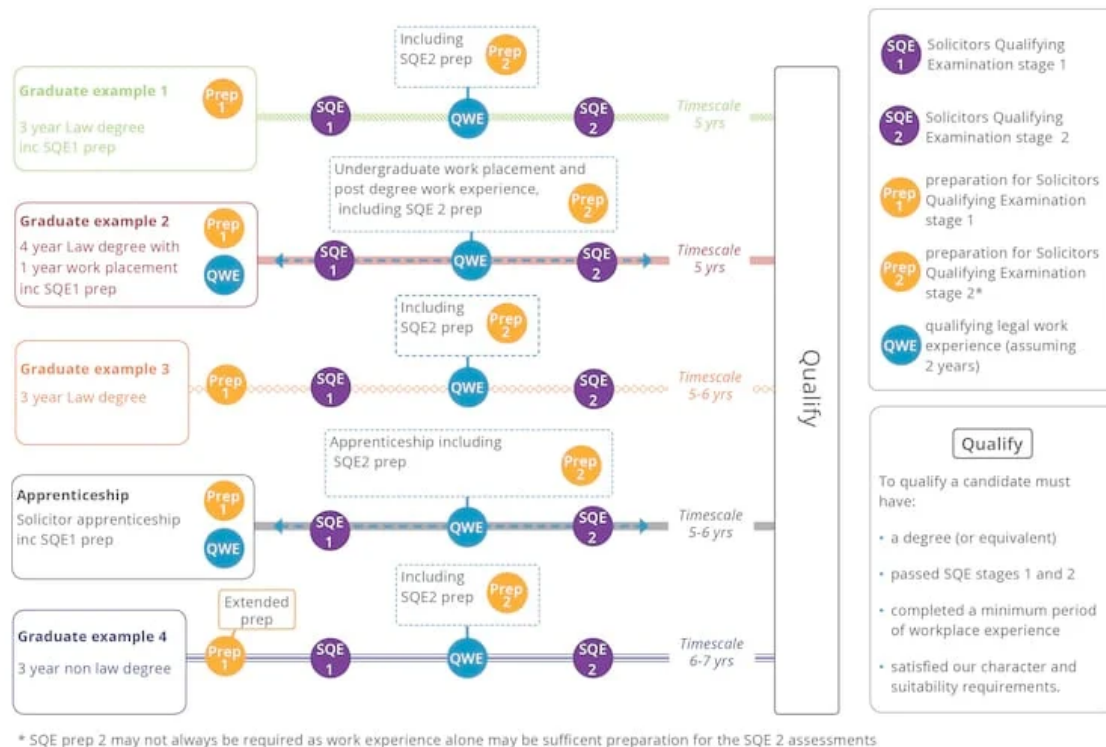 Including
SQE2 prep
Prep
2
Graduate example 1
3 year Law degree
inc SQE1 prep
Prep
1
SQE
1
QWE
SQE
2
Timescale
5 yrs
Undergraduate work placement and
post degree work experience,
including SQE 2 prep
Prep
2
Graduate example 2
4 year Law degree with
1 year work placement
inc SQE1 prep
Prep
1
QWE
SQE
1
QWE
SQE
2
Timescale
5 yrs
Including
SQE2 prep
Prep
2
Graduate example 3
3 year Law degree
Prep
1
SQE
1
QWE
SQE
2
Timescale
5-6 yrs
Apprenticeship including
SQE2 prep
Prep
2
Apprenticeship
Solicitor apprenticeship
inc SQE1 prep
Prep
1
QWE
SQE
1
QWE
SQE
2
Timescale
5-6 yrs
Including
SQE2 prep
Prep
2
Extended
prep
Graduate example 4
3 year non law degree
Prep
1
SQE
1
QWE
SQE
2
Timescale
6-7 yrs
Qualify
SQE
1
Solicitors Qualifying
Examination stage 1
SQE
2
Solicitors Qualifying
Examination stage 2
Prep
1
preparation for Solicitors
Qualifying Examination
stage 1
Prep
2
preparation for Solicitors
Qualifying Examination
stage 2*
QWE
qualifying legal work
experience (assuming
2 years)
Qualify
To qualify a candidate must
have:
• a degree (or equivalent)
• passed SQE stages 1 and 2
• completed a minimum period
of workplace experience
• satisfied our character and
suitability requirements.
* SQE prep 2 may not always be required as work experience alone may be sufficent preparation for the SQE 2 assessments